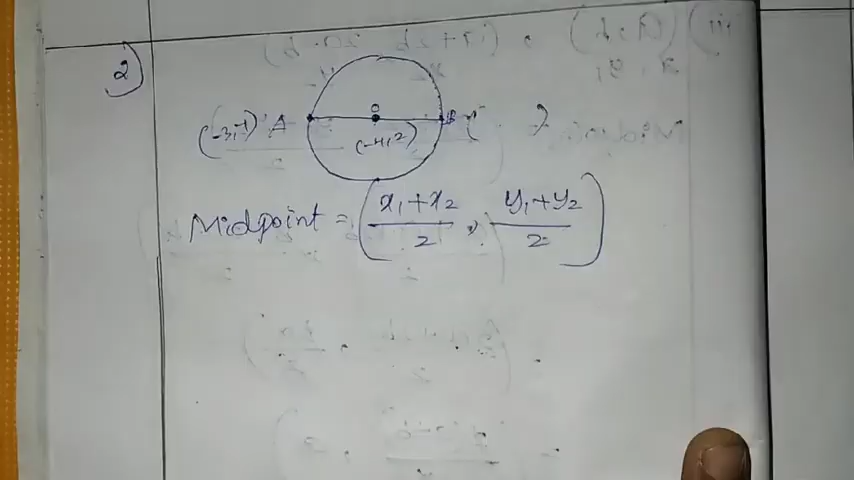 2)
O
(-3,-1) A B (     )
(-4,2)
Midpoint = (x₁+x₂/2, y₁+y₂/2)